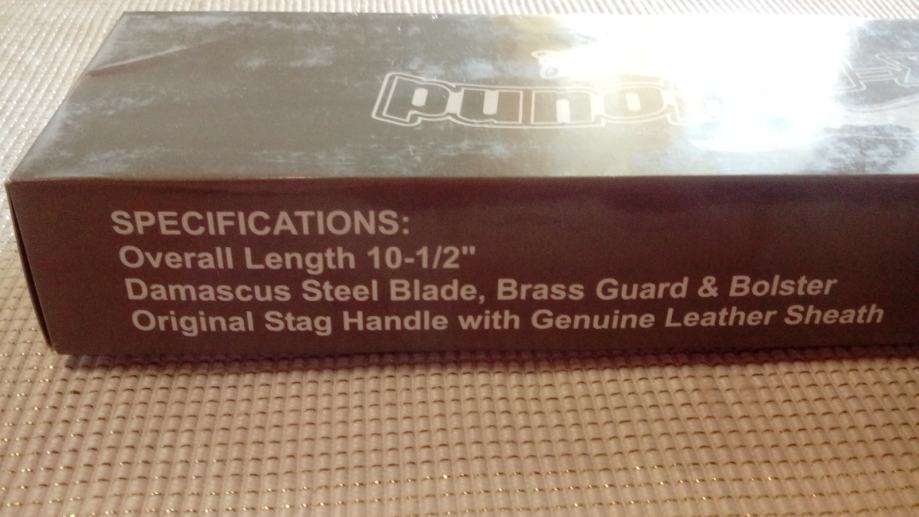 SPECIFICATIONS:
Overall Length 10-1/2"
Damascus Steel Blade, Brass Guard & Bolster
Original Stag Handle with Genuine Leather Sheath